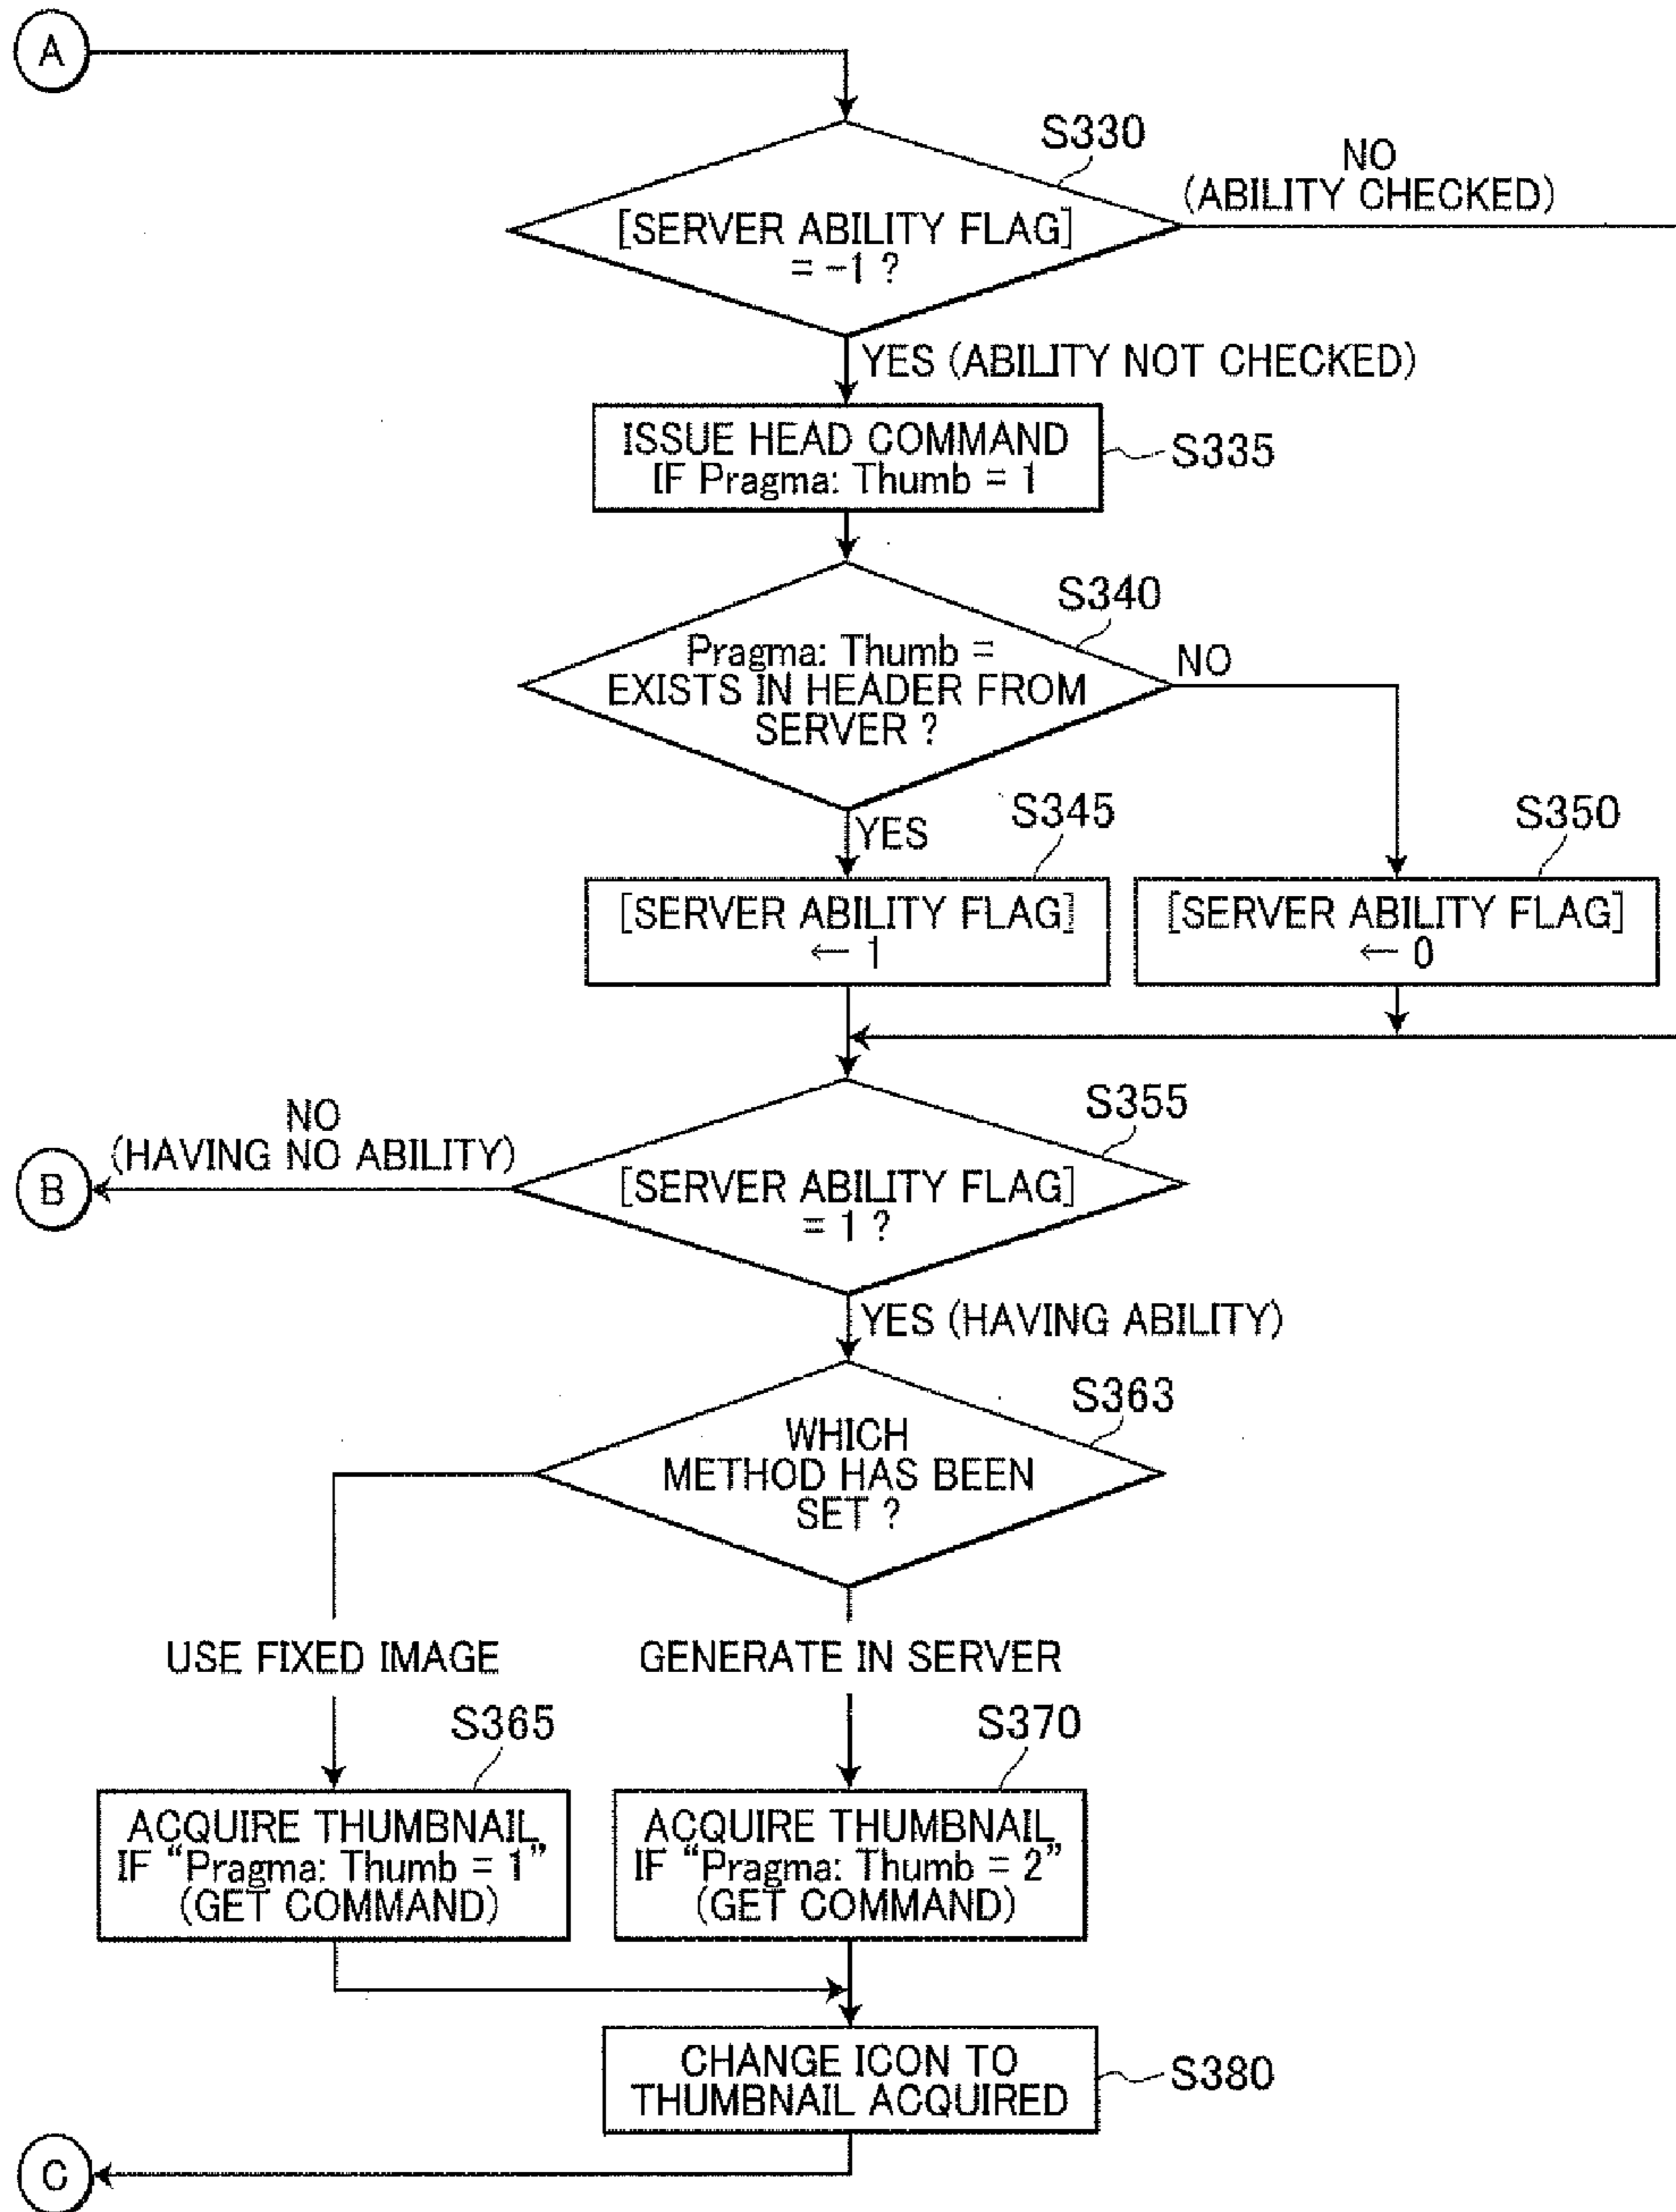 A
S330
NO
(ABILITY CHECKED)
[SERVER ABILITY FLAG]
= -1 ?
YES (ABILITY NOT CHECKED)
ISSUE HEAD COMMAND
IF Pragma: Thumb = 1
S335
S340
Pragma: Thumb =
EXISTS IN HEADER FROM
SERVER ?
NO
YES
S345
S350
[SERVER ABILITY FLAG]
← 1
[SERVER ABILITY FLAG]
← 0
S355
NO
(HAVING NO ABILITY)
B
[SERVER ABILITY FLAG]
= 1 ?
YES (HAVING ABILITY)
S363
WHICH
METHOD HAS BEEN
SET ?
USE FIXED IMAGE
GENERATE IN SERVER
S365
S370
ACQUIRE THUMBNAIL
IF “Pragma: Thumb = 1”
(GET COMMAND)
ACQUIRE THUMBNAIL
IF “Pragma: Thumb = 2”
(GET COMMAND)
CHANGE ICON TO
THUMBNAIL ACQUIRED
S380
C